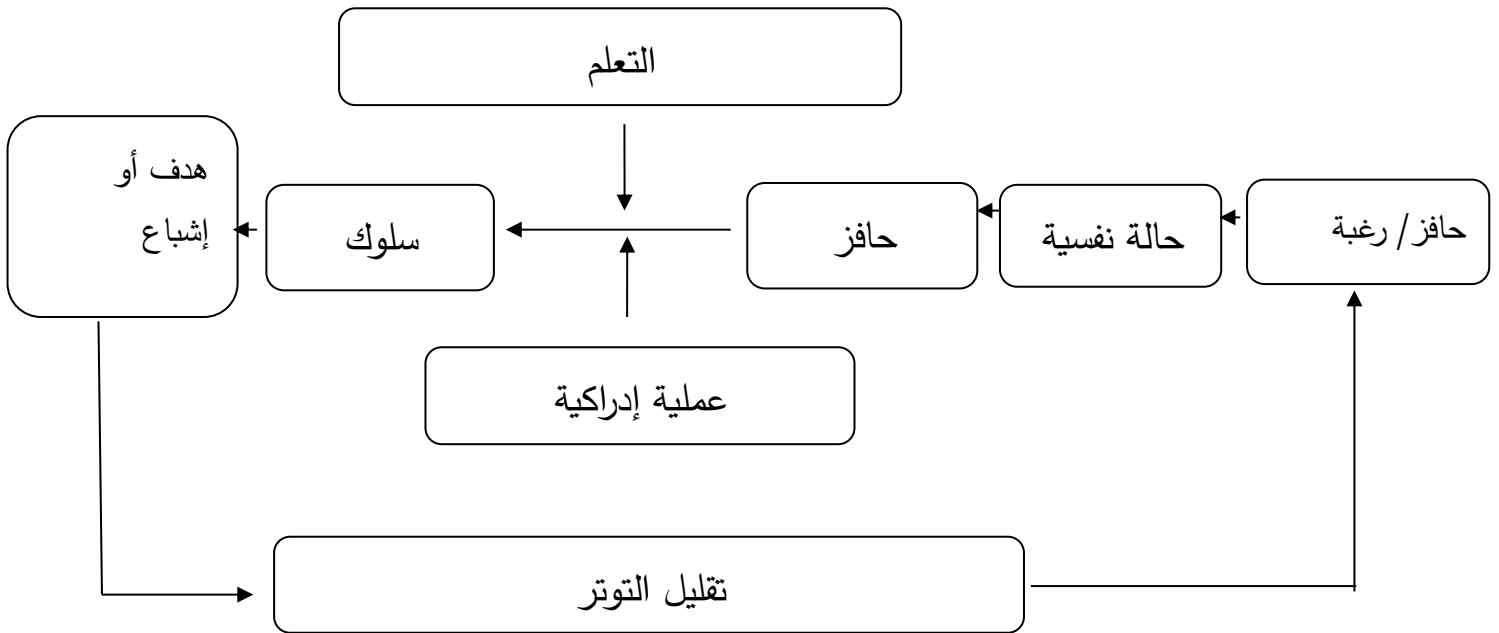 التعلم
حافز/ رغبة
حالة نفسية
حافز
سلوك
هدف أو
إشباع
عملية إدراكية
تقليل التوتر